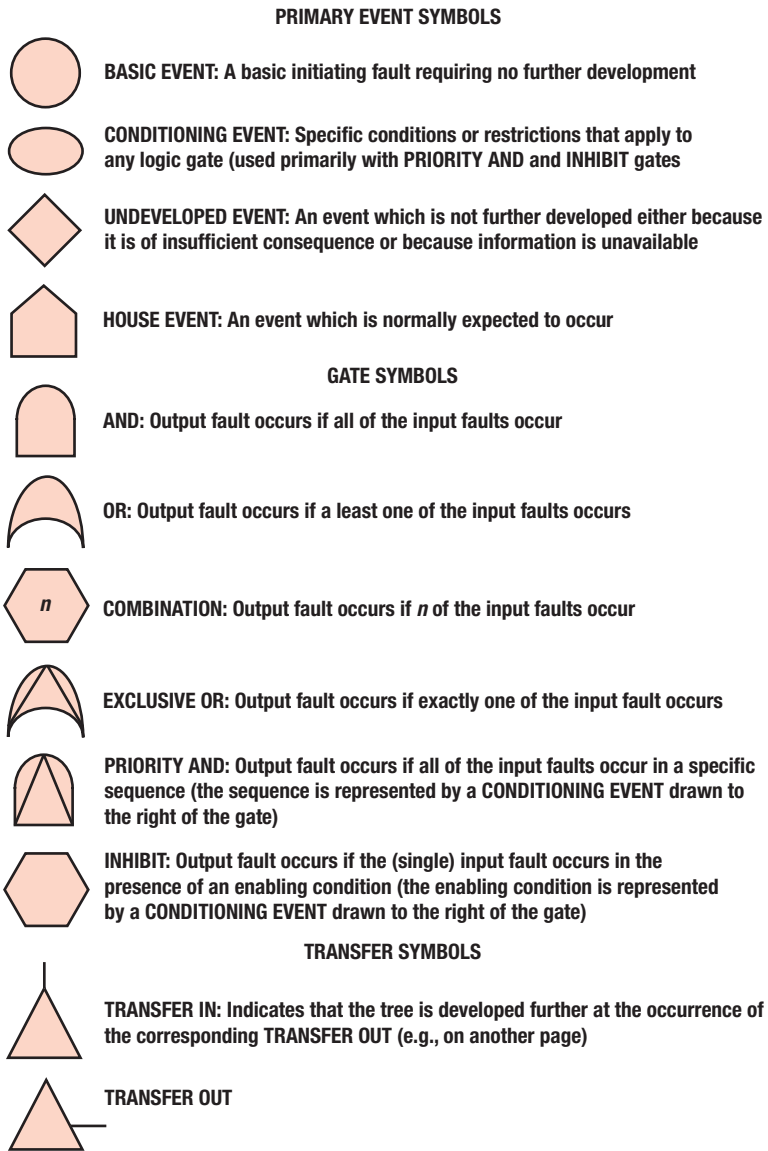 PRIMARY EVENT SYMBOLS
BASIC EVENT: A basic initiating fault requiring no further development
CONDITIONING EVENT: Specific conditions or restrictions that apply to
any logic gate (used primarily with PRIORITY AND and INHIBIT gates
UNDEVELOPED EVENT: An event which is not further developed either because
it is of insufficient consequence or because information is unavailable
HOUSE EVENT: An event which is normally expected to occur
GATE SYMBOLS
AND: Output fault occurs if all of the input faults occur
OR: Output fault occurs if a least one of the input faults occurs
n
COMBINATION: Output fault occurs if n of the input faults occur
EXCLUSIVE OR: Output fault occurs if exactly one of the input fault occurs
PRIORITY AND: Output fault occurs if all of the input faults occur in a specific
sequence (the sequence is represented by a CONDITIONING EVENT drawn to
the right of the gate)
INHIBIT: Output fault occurs if the (single) input fault occurs in the
presence of an enabling condition (the enabling condition is represented
by a CONDITIONING EVENT drawn to the right of the gate)
TRANSFER SYMBOLS
TRANSFER IN: Indicates that the tree is developed further at the occurrence of
the corresponding TRANSFER OUT (e.g., on another page)
TRANSFER OUT